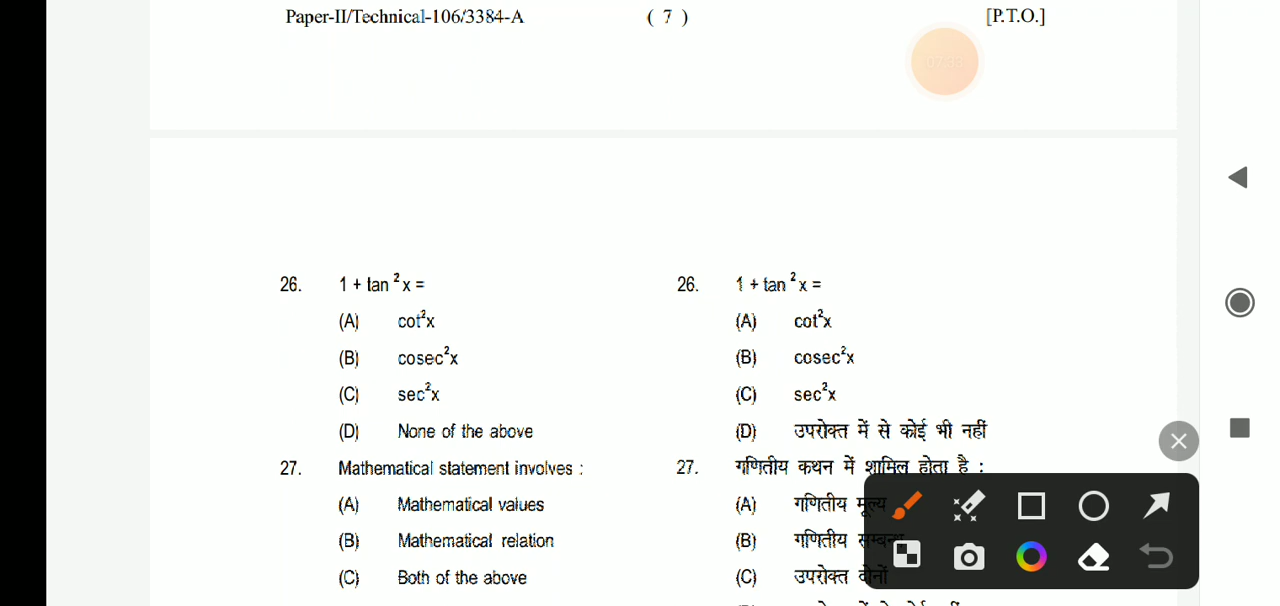 Paper-II/Technical-106/3384-A ( 7 ) [P.T.O.]
26. 1 + tan²x =
(A) cot²x
(B) cosec²x
(C) sec²x
(D) None of the above
27. Mathematical statement involves :
(A) Mathematical values
(B) Mathematical relation
(C) Both of the above
26. 1 + tan²x =
(A) cot²x
(B) cosec²x
(C) sec²x
(D) उपरोक्त में से कोई भी नहीं
27. गणितीय कथन में शामिल होता है :
(A) गणितीय मूल्य
(B) गणितीय सम्बन्ध
(C) उपरोक्त दोनों